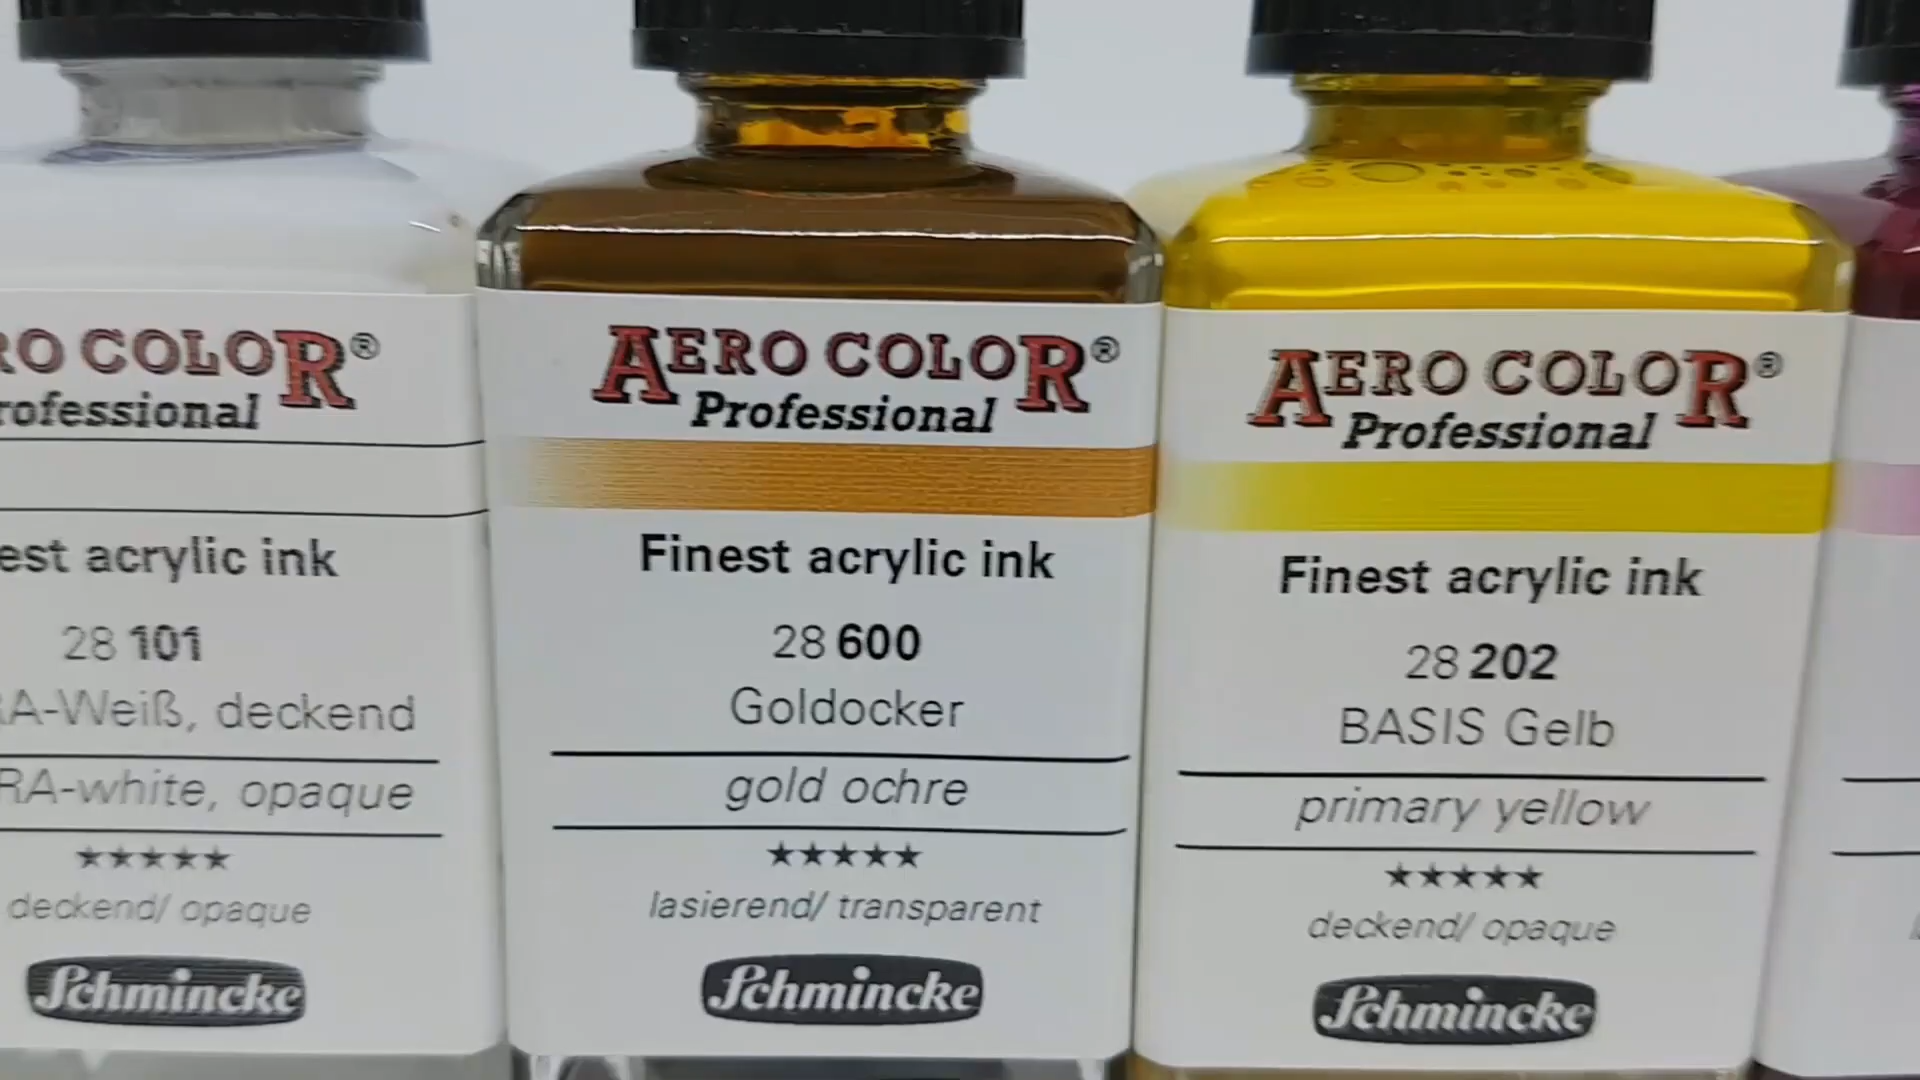 RO COLOR®
rofessional
est acrylic ink
28 101
RA-Weiß, deckend
RA-white, opaque
★★★★★
deckend/ opaque
Schmincke
AERO COLOR®
Professional
Finest acrylic ink
28 600
Goldocker
gold ochre
★★★★★
lasierend/ transparent
Schmincke
AERO COLOR®
Professional
Finest acrylic ink
28 202
BASIS Gelb
primary yellow
★★★★★
deckend/ opaque
Schmincke